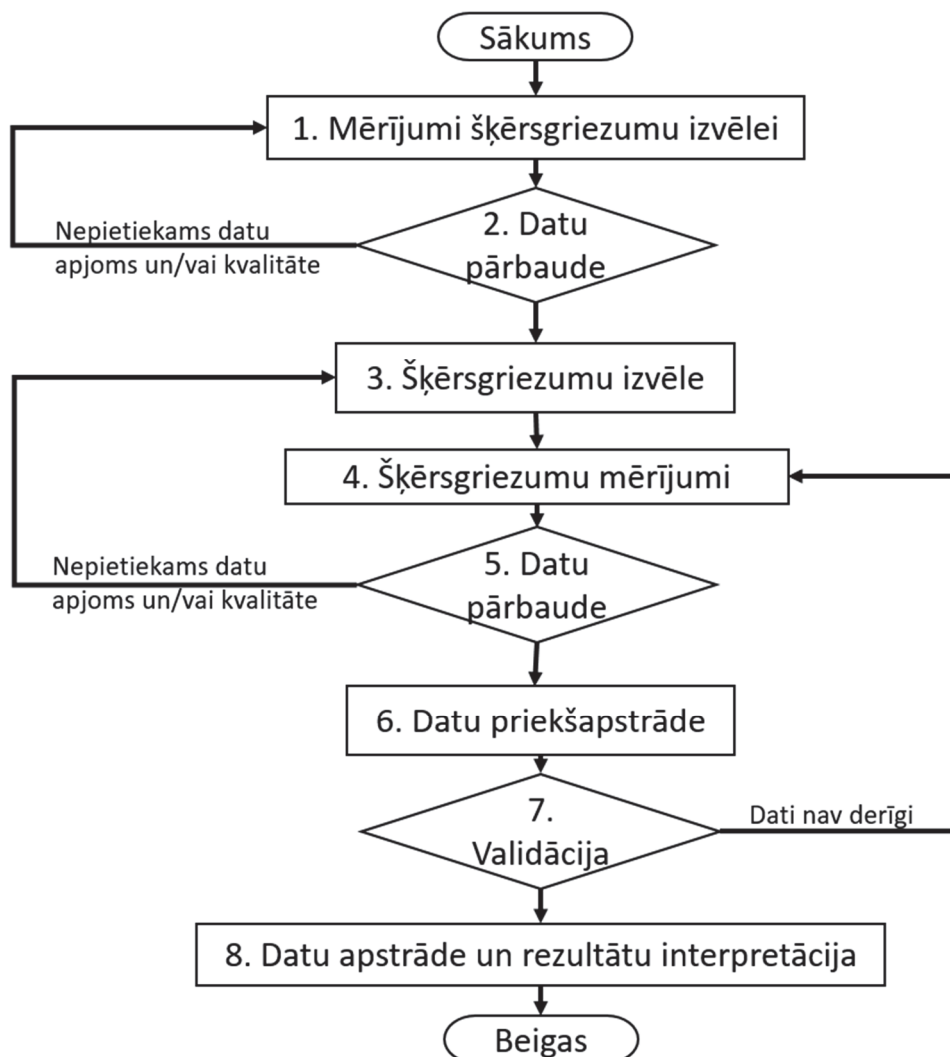 Sākums
1. Mērījumi šķērsgriezumu izvēlei
2. Datu
pārbaude
Nepietiekams datu
apjoms un/vai kvalitāte
3. Šķērsgriezumu izvēle
4. Šķērsgriezumu mērījumi
5. Datu
pārbaude
Nepietiekams datu
apjoms un/vai kvalitāte
6. Datu priekšapstrāde
7.
Validācija
Dati nav derīgi
8. Datu apstrāde un rezultātu interpretācija
Beigas